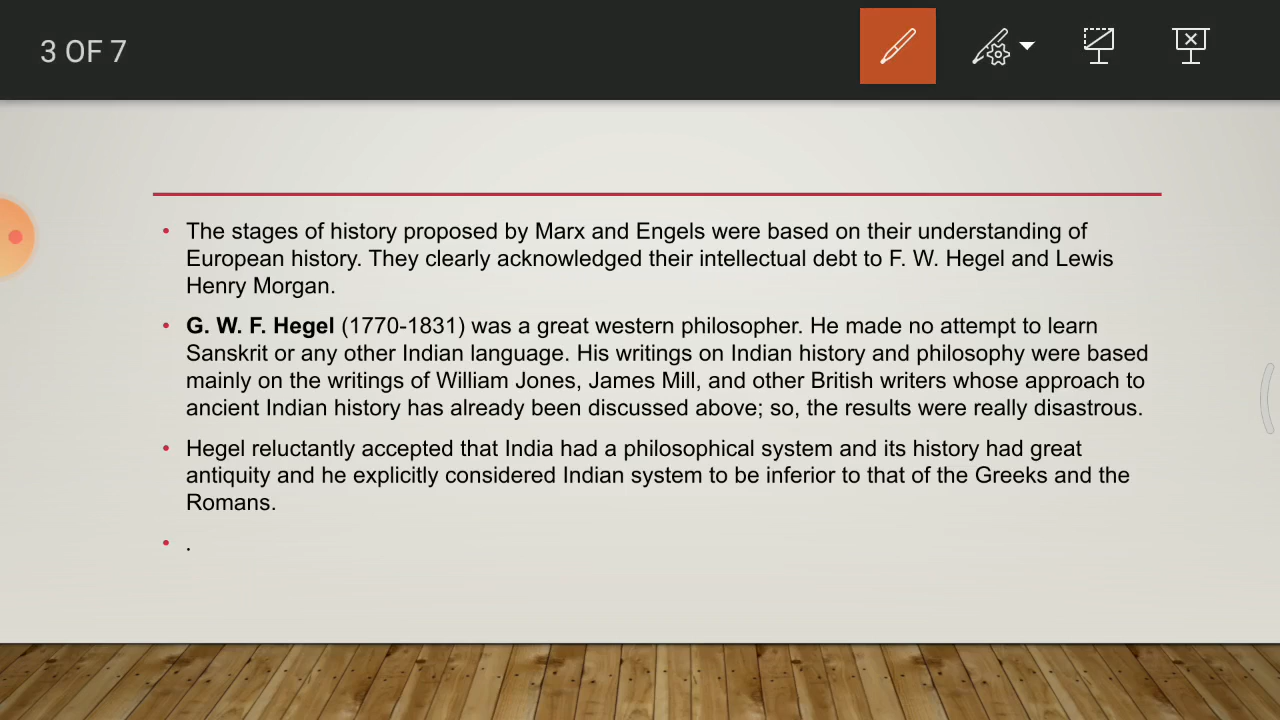 3 OF 7
• The stages of history proposed by Marx and Engels were based on their understanding of
European history. They clearly acknowledged their intellectual debt to F. W. Hegel and Lewis
Henry Morgan.
• G. W. F. Hegel (1770-1831) was a great western philosopher. He made no attempt to learn
Sanskrit or any other Indian language. His writings on Indian history and philosophy were based
mainly on the writings of William Jones, James Mill, and other British writers whose approach to
ancient Indian history has already been discussed above; so, the results were really disastrous.
• Hegel reluctantly accepted that India had a philosophical system and its history had great
antiquity and he explicitly considered Indian system to be inferior to that of the Greeks and the
Romans.
• .